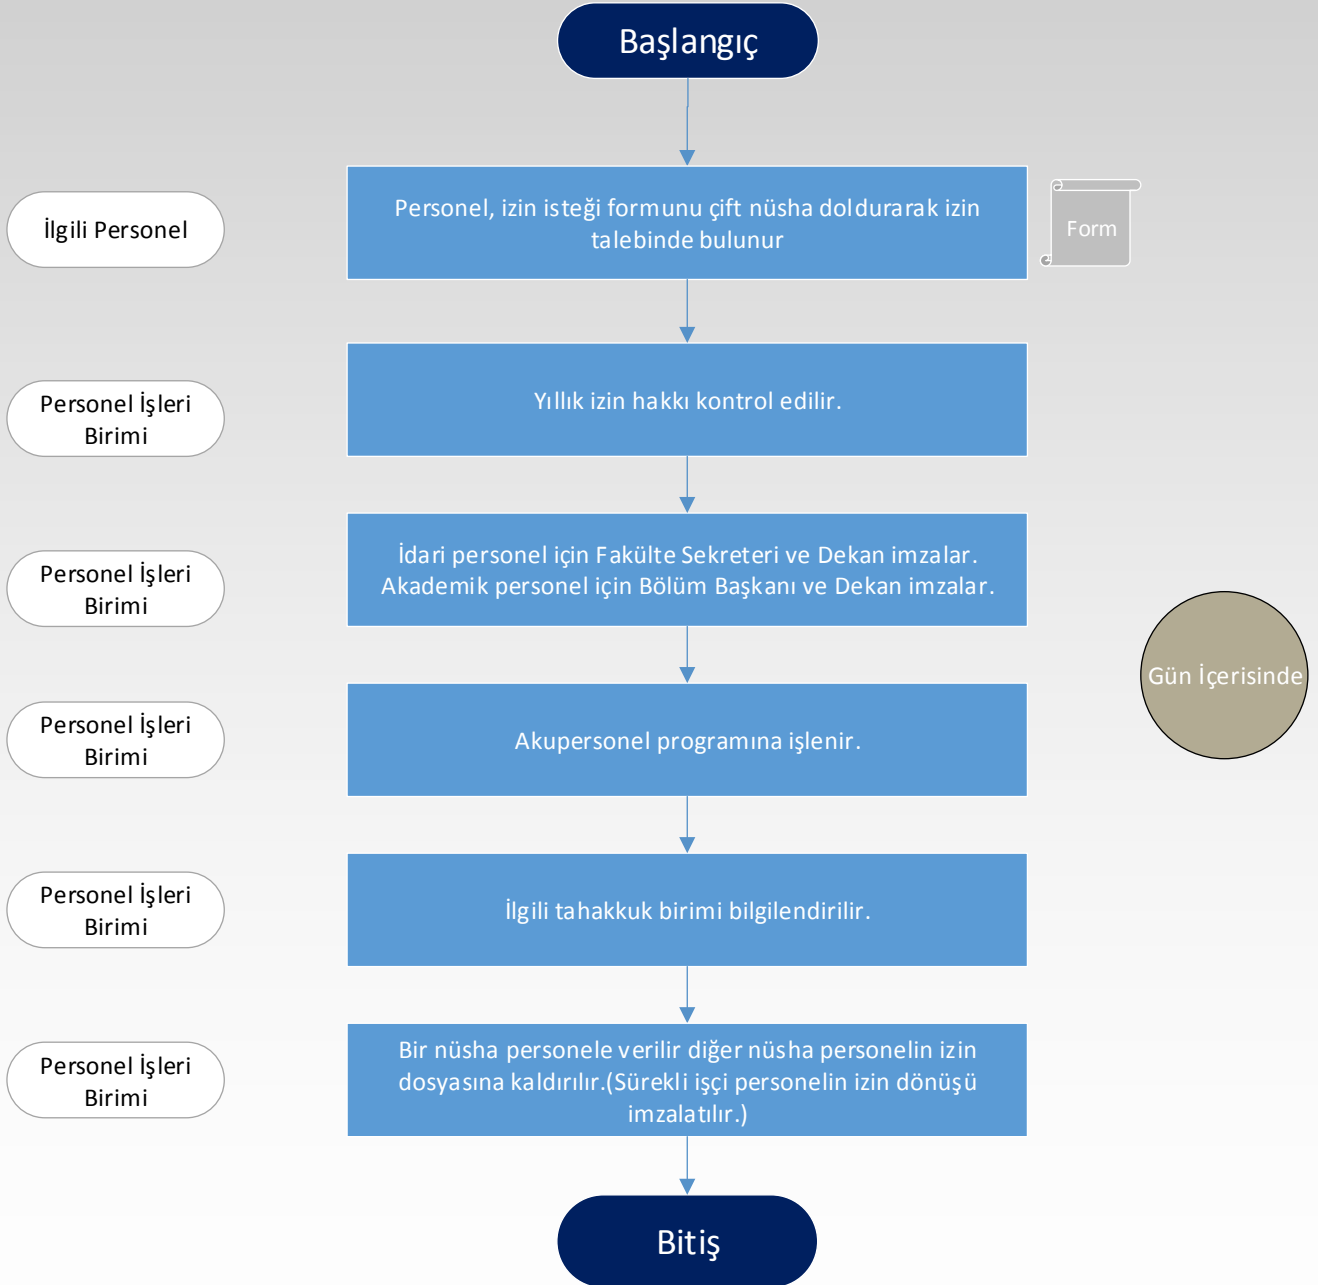 Başlangıç
İlgili Personel
Personel, izin isteği formunu çift nüsha doldurarak izin
talebinde bulunur
Form
Personel İşleri
Birimi
Yıllık izin hakkı kontrol edilir.
Personel İşleri
Birimi
İdari personel için Fakülte Sekreteri ve Dekan imzalar.
Akademik personel için Bölüm Başkanı ve Dekan imzalar.
Gün İçerisinde
Personel İşleri
Birimi
Akupersonel programına işlenir.
Personel İşleri
Birimi
İlgili tahakkuk birimi bilgilendirilir.
Personel İşleri
Birimi
Bir nüsha personele verilir diğer nüsha personelin izin
dosyasına kaldırılır.(Sürekli işçi personelin izin dönüşü
imzalatılır.)
Bitiş